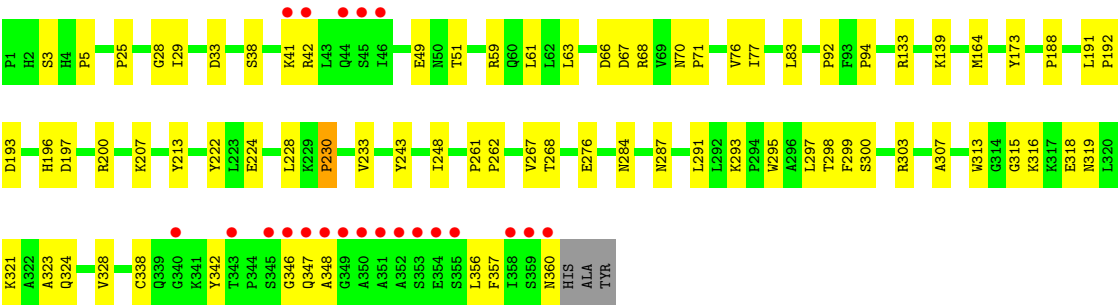 P1 H2 S3 H4 P5 P25 G28 I29 D33 S38 K41 R42 L43 Q44 S45 I46 E49 N50 T51 R59 Q60 L61 L62 L63 D66 D67 R68 V69 N70 P71 V76 I77 L83 P92 F93 P94 R133 K139 M164 Y173 P188 L191 P192
D193 H196 D197 R200 K207 Y213 Y222 L223 E224 L228 K229 P230 V233 Y243 I248 P261 P262 V267 T268 E276 N284 N287 L291 L292 K293 P294 W295 A296 L297 T298 F299 S300 R303 A307 W313 G314 G315 K316 K317 E318 N319 L320
K321 A322 A323 Q324 V328 C338 Q339 G340 K341 Y342 T343 P344 S345 G346 Q347 A348 G349 A350 A351 A352 S353 E354 S355 L356 F357 I358 S359 N360 HIS ALA TYR